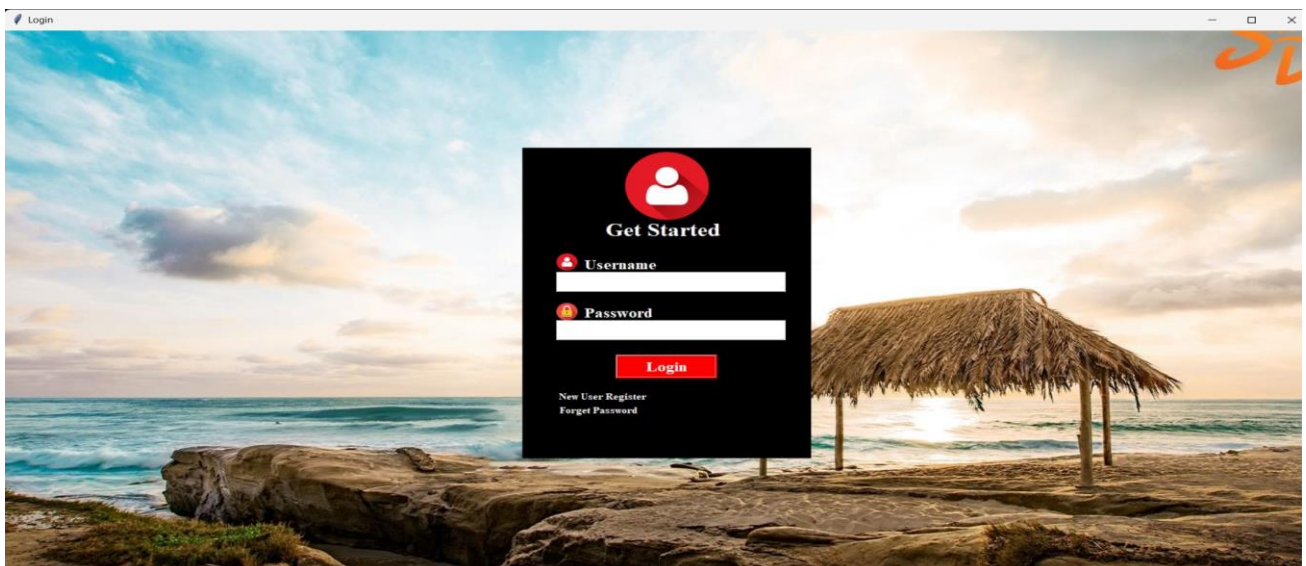 Login
Get Started
Username
Password
Login
New User Register
Forget Password